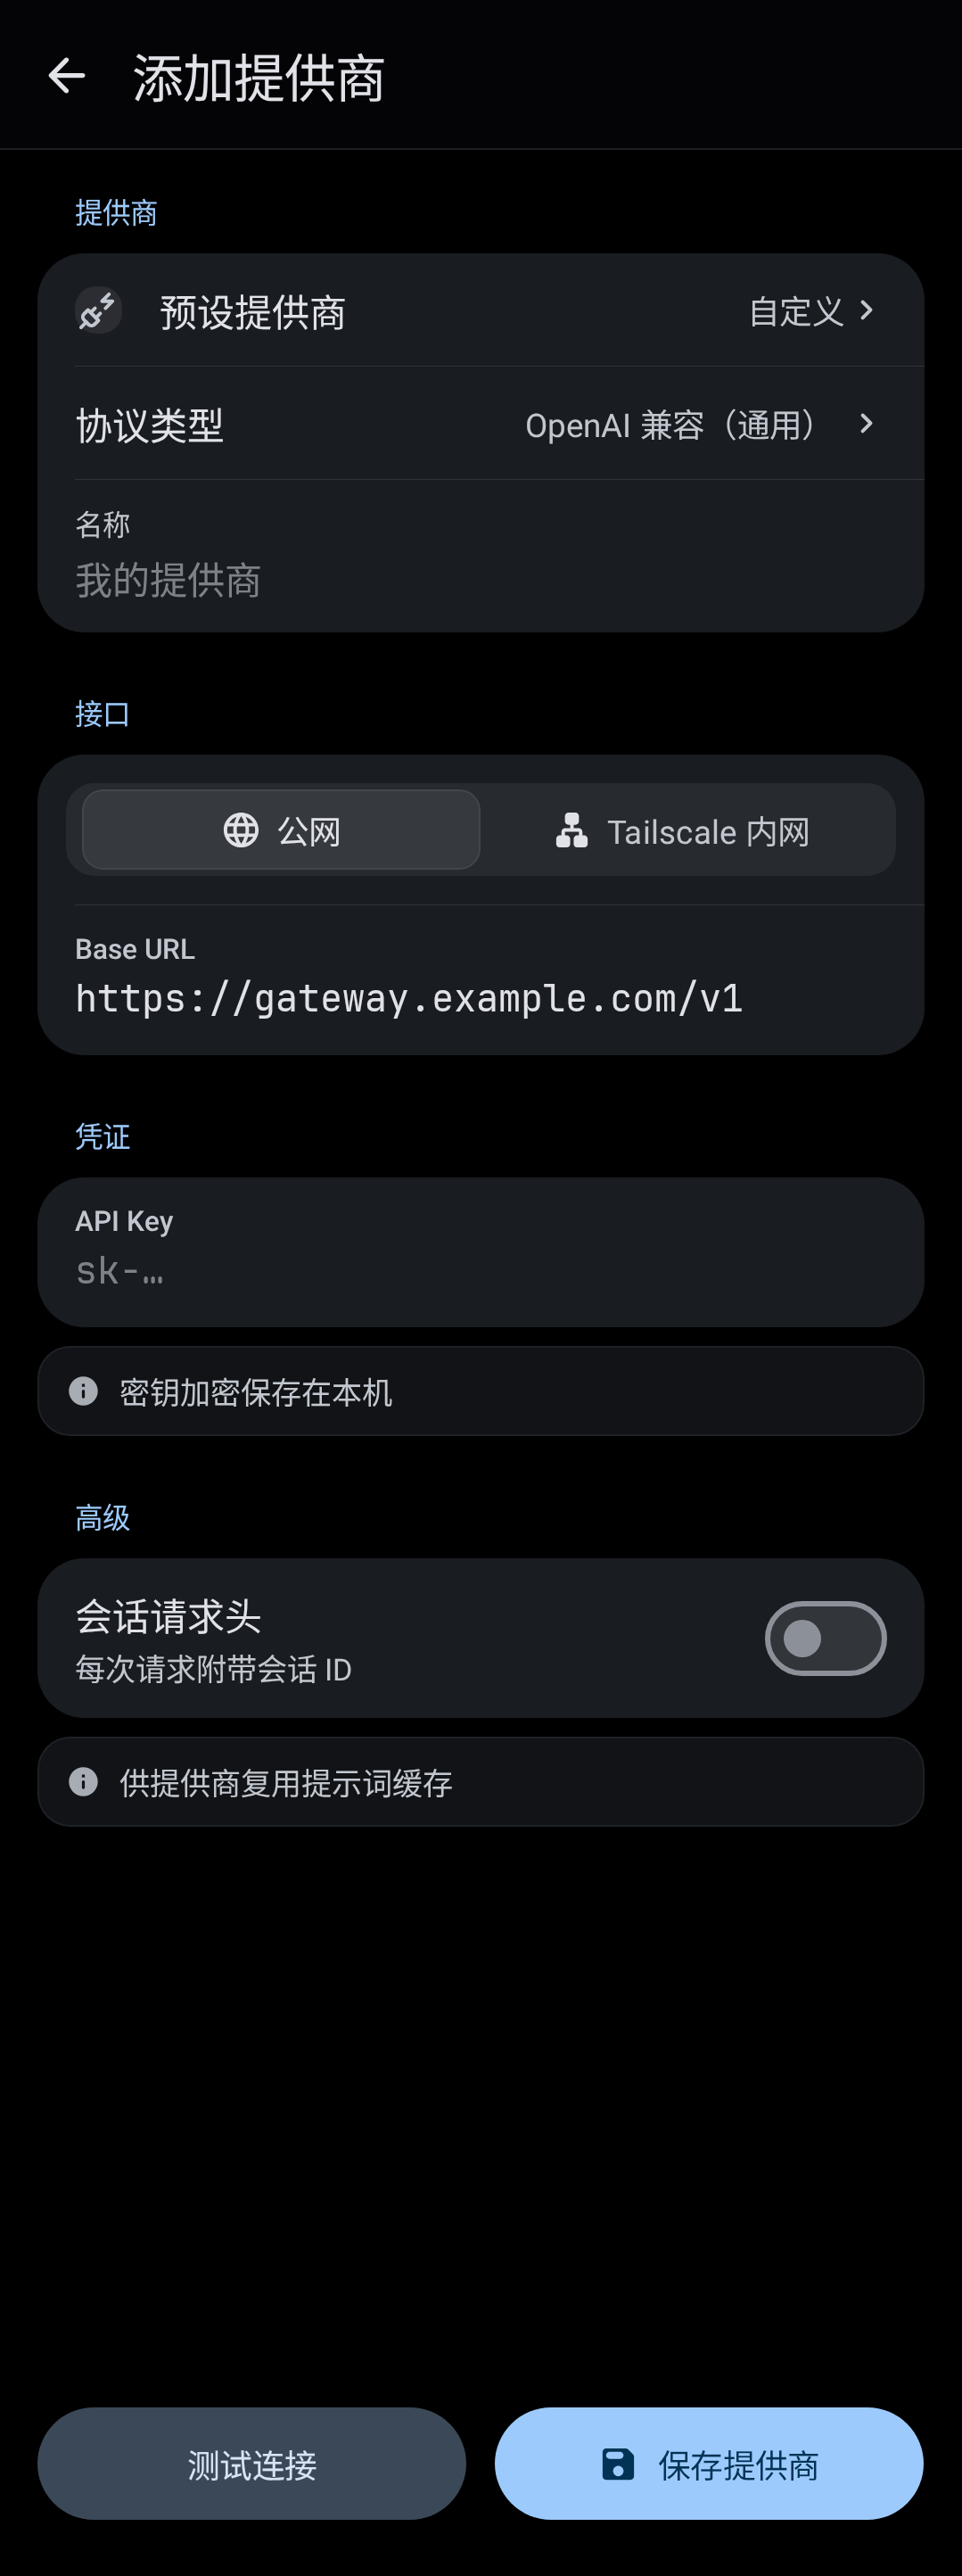 添加提供商
提供商
预设提供商 自定义
协议类型 OpenAI 兼容（通用）
名称
我的提供商
接口
公网 Tailscale 内网
Base URL
https://gateway.example.com/v1
凭证
API Key
sk-…
密钥加密保存在本机
高级
会话请求头
每次请求附带会话 ID
供提供商复用提示词缓存
测试连接 保存提供商